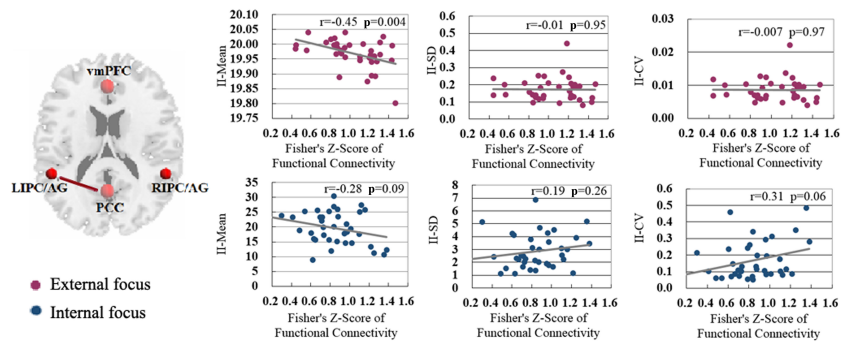 vmPFC
LIPC/AG
RIPC/AG
PCC
External focus
Internal focus
r=-0.45 p=0.004
II-Mean
20.10
20.05
20.00
19.95
19.90
19.85
19.80
19.75
0.2 0.4 0.6 0.8 1.0 1.2 1.4 1.6
Fisher's Z-Score of
Functional Connectivity
r=-0.01 p=0.95
II-SD
0.6
0.5
0.4
0.3
0.2
0.1
0.0
0.2 0.4 0.6 0.8 1.0 1.2 1.4 1.6
Fisher's Z-Score of
Functional Connectivity
r=-0.007 p=0.97
II-CV
0.03
0.02
0.01
0.00
0.2 0.4 0.6 0.8 1.0 1.2 1.4 1.6
Fisher's Z-Score of
Functional Connectivity
r=-0.28 p=0.09
II-Mean
35
30
25
20
15
10
5
0
0.2 0.4 0.6 0.8 1.0 1.2 1.4 1.6
Fisher's Z-Score of
Functional Connectivity
r=0.19 p=0.26
II-SD
8
7
6
5
4
3
2
1
0
0.2 0.4 0.6 0.8 1.0 1.2 1.4 1.6
Fisher's Z-Score of
Functional Connectivity
r=0.31 p=0.06
II-CV
0.6
0.5
0.4
0.3
0.2
0.1
0.0
0.2 0.4 0.6 0.8 1.0 1.2 1.4 1.6
Fisher's Z-Score of
Functional Connectivity